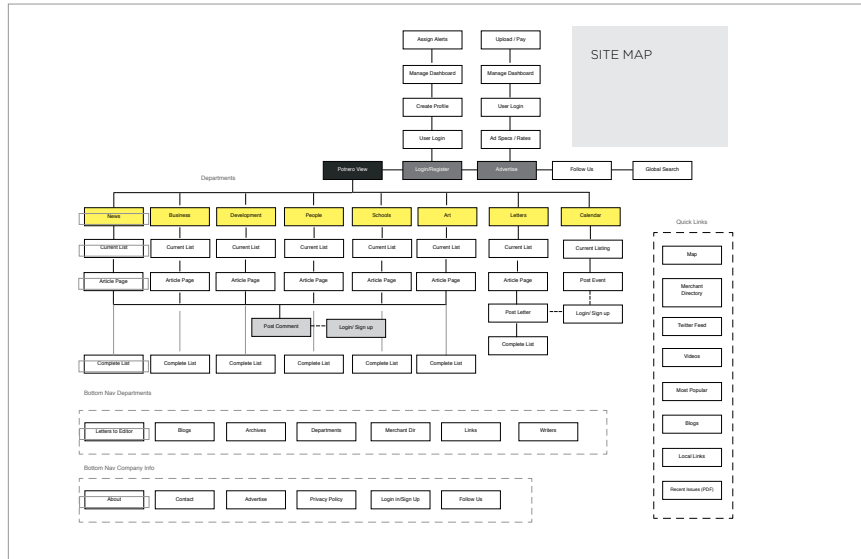 Assign Alerts
Upload / Pay
SITE MAP
Manage Dashboard
Manage Dashboard
Create Profile
User Login
User Login
Ad Specs / Rates
Potrero View
Login/Register
Advertise
Follow Us
Global Search
Departments
News
Business
Development
People
Schools
Art
Letters
Calendar
Quick Links
Current List
Current List
Current List
Current List
Current List
Current List
Current List
Current Listing
Map
Article Page
Article Page
Article Page
Article Page
Article Page
Article Page
Article Page
Post Event
Merchant
Directory
Post Letter
Login/ Sign up
Post Comment
Login/ Sign up
Twitter Feed
Complete List
Videos
Complete List
Complete List
Complete List
Complete List
Complete List
Complete List
Most Popular
Bottom Nav Departments
Letters to Editor
Blogs
Archives
Departments
Merchant Dir
Links
Writers
Blogs
Local Links
Bottom Nav Company Info
Recent Issues (PDF)
About
Contact
Advertise
Privacy Policy
Login in/Sign Up
Follow Us